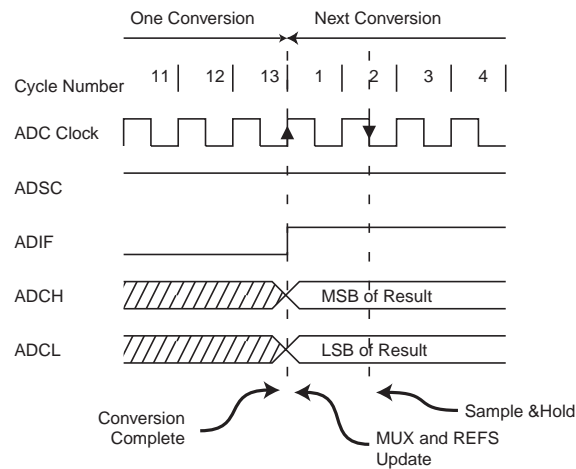 One Conversion Next Conversion
Cycle Number 11 12 13 1 2 3 4
ADC Clock
ADSC
ADIF
ADCH MSB of Result
ADCL LSB of Result
Conversion
Complete
MUX and REFS
Update
Sample &Hold